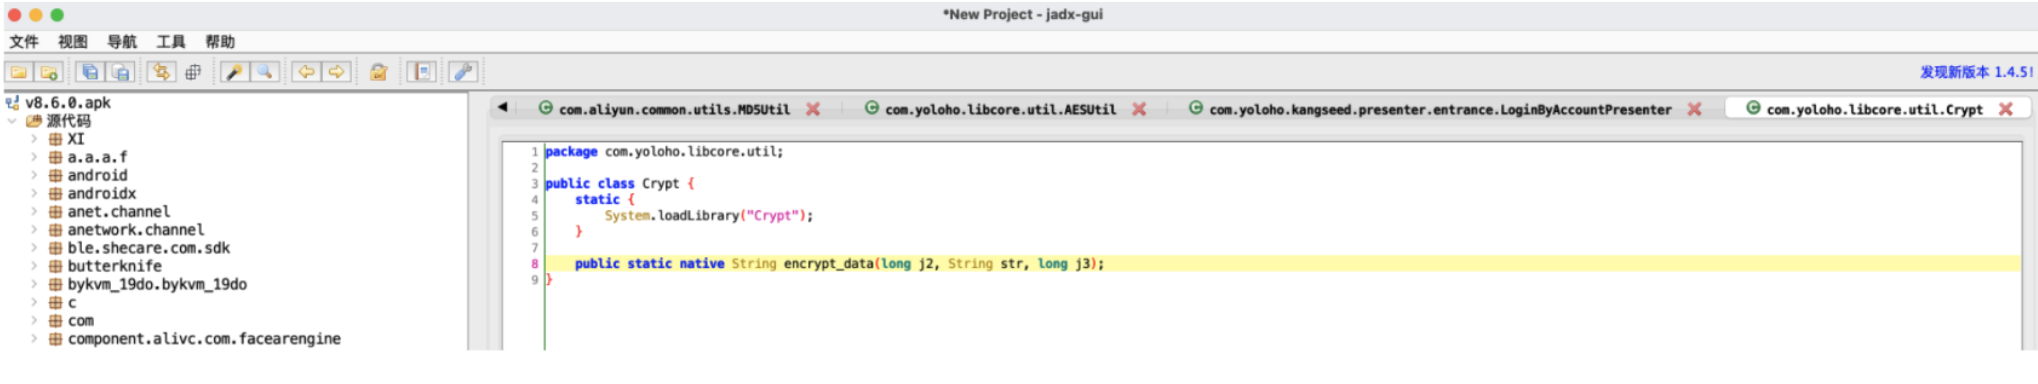 *New Project - jadx-gui
文件 视图 导航 工具 帮助
发现新版本 1.4.5!
v8.6.0.apk
源代码
XI
a.a.a.f
android
androidx
anet.channel
anetwork.channel
ble.shecare.com.sdk
butterknife
bykvm_19do.bykvm_19do
c
com
component.alivc.com.facearengine
com.aliyun.common.utils.MD5Util com.yoloho.libcore.util.AESUtil com.yoloho.kangseed.presenter.entrance.LoginByAccountPresenter com.yoloho.libcore.util.Crypt
1 package com.yoloho.libcore.util;
2
3 public class Crypt {
4 static {
5 System.loadLibrary("Crypt");
6 }
7
8 public static native String encrypt_data(long j2, String str, long j3);
9 }